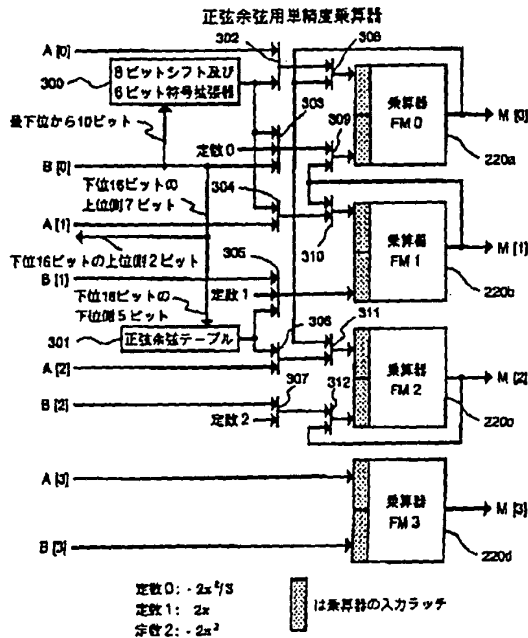 正弦余弦用単精度乗算器
A [0]
302
308
300
8ビットシフト及び
6ビット符号拡張器
303
乗算器
FM 0
M [0]
最下位から10ビット
定数0
309
B [0]
220a
下位16ビットの
上位側7ビット
304
A [1]
310
乗算器
FM 1
M [1]
下位16ビットの上位側2ビット
305
B [1]
定数1
220b
下位16ビットの
下位側5ビット
306
311
301
正弦余弦テーブル
A [2]
307
乗算器
FM 2
M [2]
312
B [2]
定数2
220c
A [3]
乗算器
FM 3
M [3]
B [3]
220d
定数0: - 2π²/3
定数1: 2π
定数2: - 2π²
は乗算器の入力ラッチ